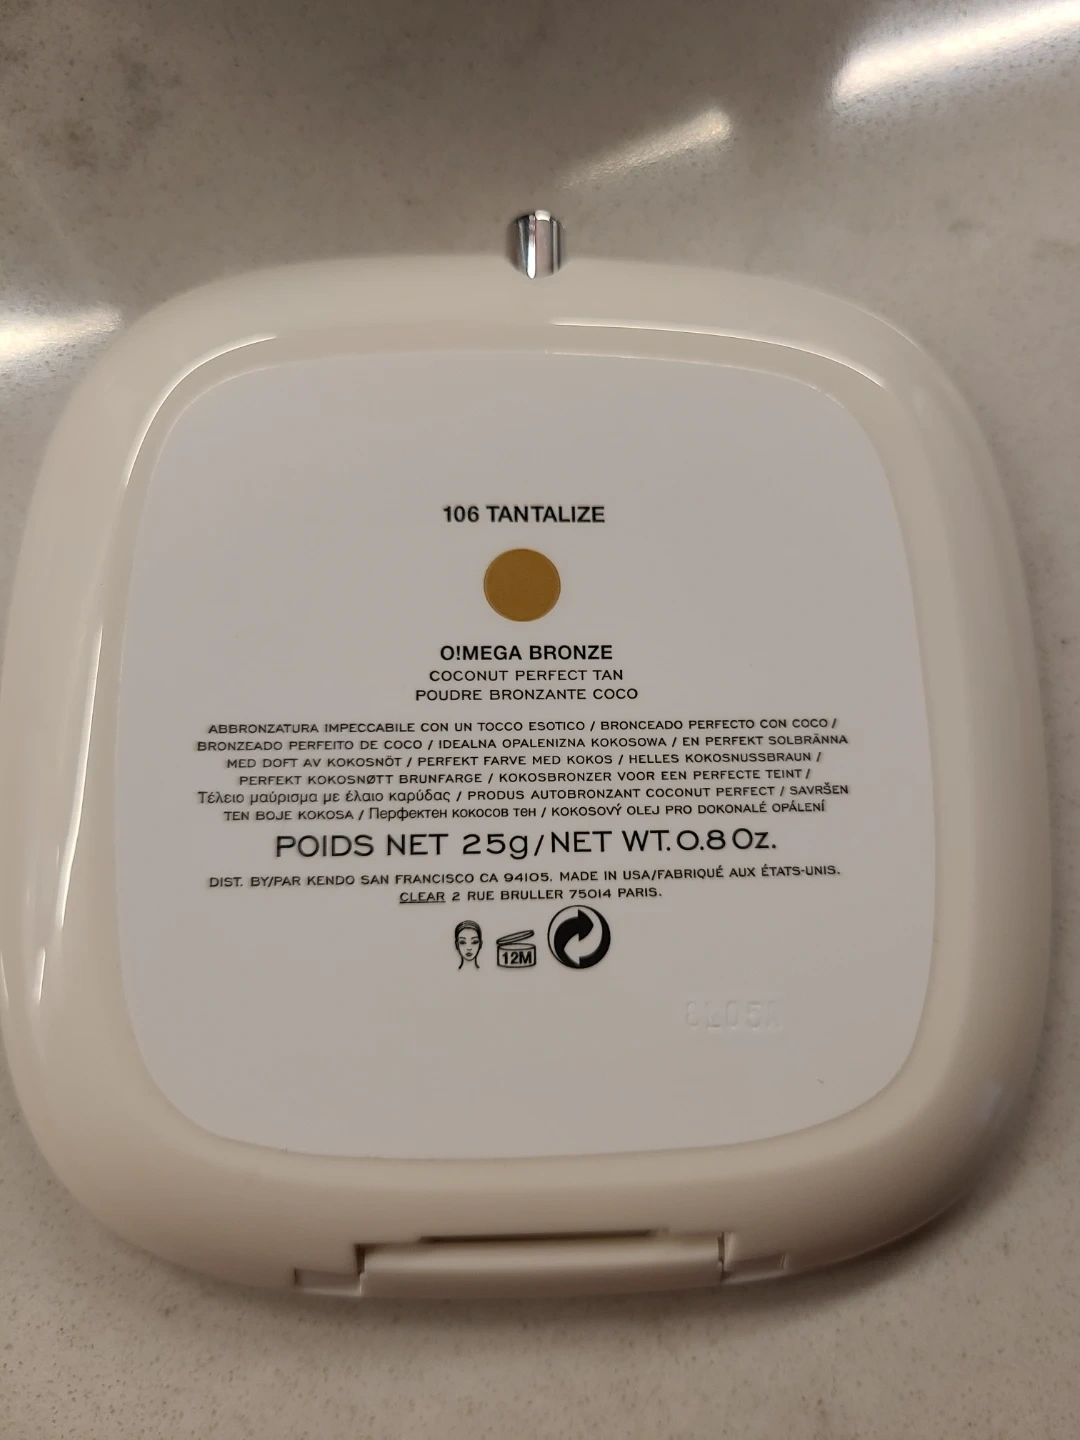 106 TANTALIZE
O!MEGA BRONZE
COCONUT PERFECT TAN
POUDRE BRONZANTE COCO
ABBRONZATURA IMPECCABILE CON UN TOCCO ESOTICO / BRONCEADO PERFECTO CON COCO /
BRONZEADO PERFEITO DE COCO / IDEALNA OPALENIZNA KOKOSOWA / EN PERFEKT SOLBRÄNNA
MED DOFT AV KOKOSNÖT / PERFEKT FARVE MED KOKOS / HELLES KOKOSNUSSBRAUN /
PERFEKT KOKOSNØTT BRUNFARGE / KOKOSBRONZER VOOR EEN PERFECTE TEINT /
Τέλειο μαύρισμα με έλαιο καρύδας / PRODUS AUTOBRONZANT COCONUT PERFECT / SAVRŠEN
TEN BOJE KOKOSA / Перфектен кокосов тен / KOKOSOVÝ OLEJ PRO DOKONALÉ OPÁLENÍ
POIDS NET 25g/NET WT. 0.8 Oz.
DIST. BY/PAR KENDO SAN FRANCISCO CA 94105. MADE IN USA/FABRIQUÉ AUX ÉTATS-UNIS.
CLEAR 2 RUE BRULLER 75014 PARIS.
12M